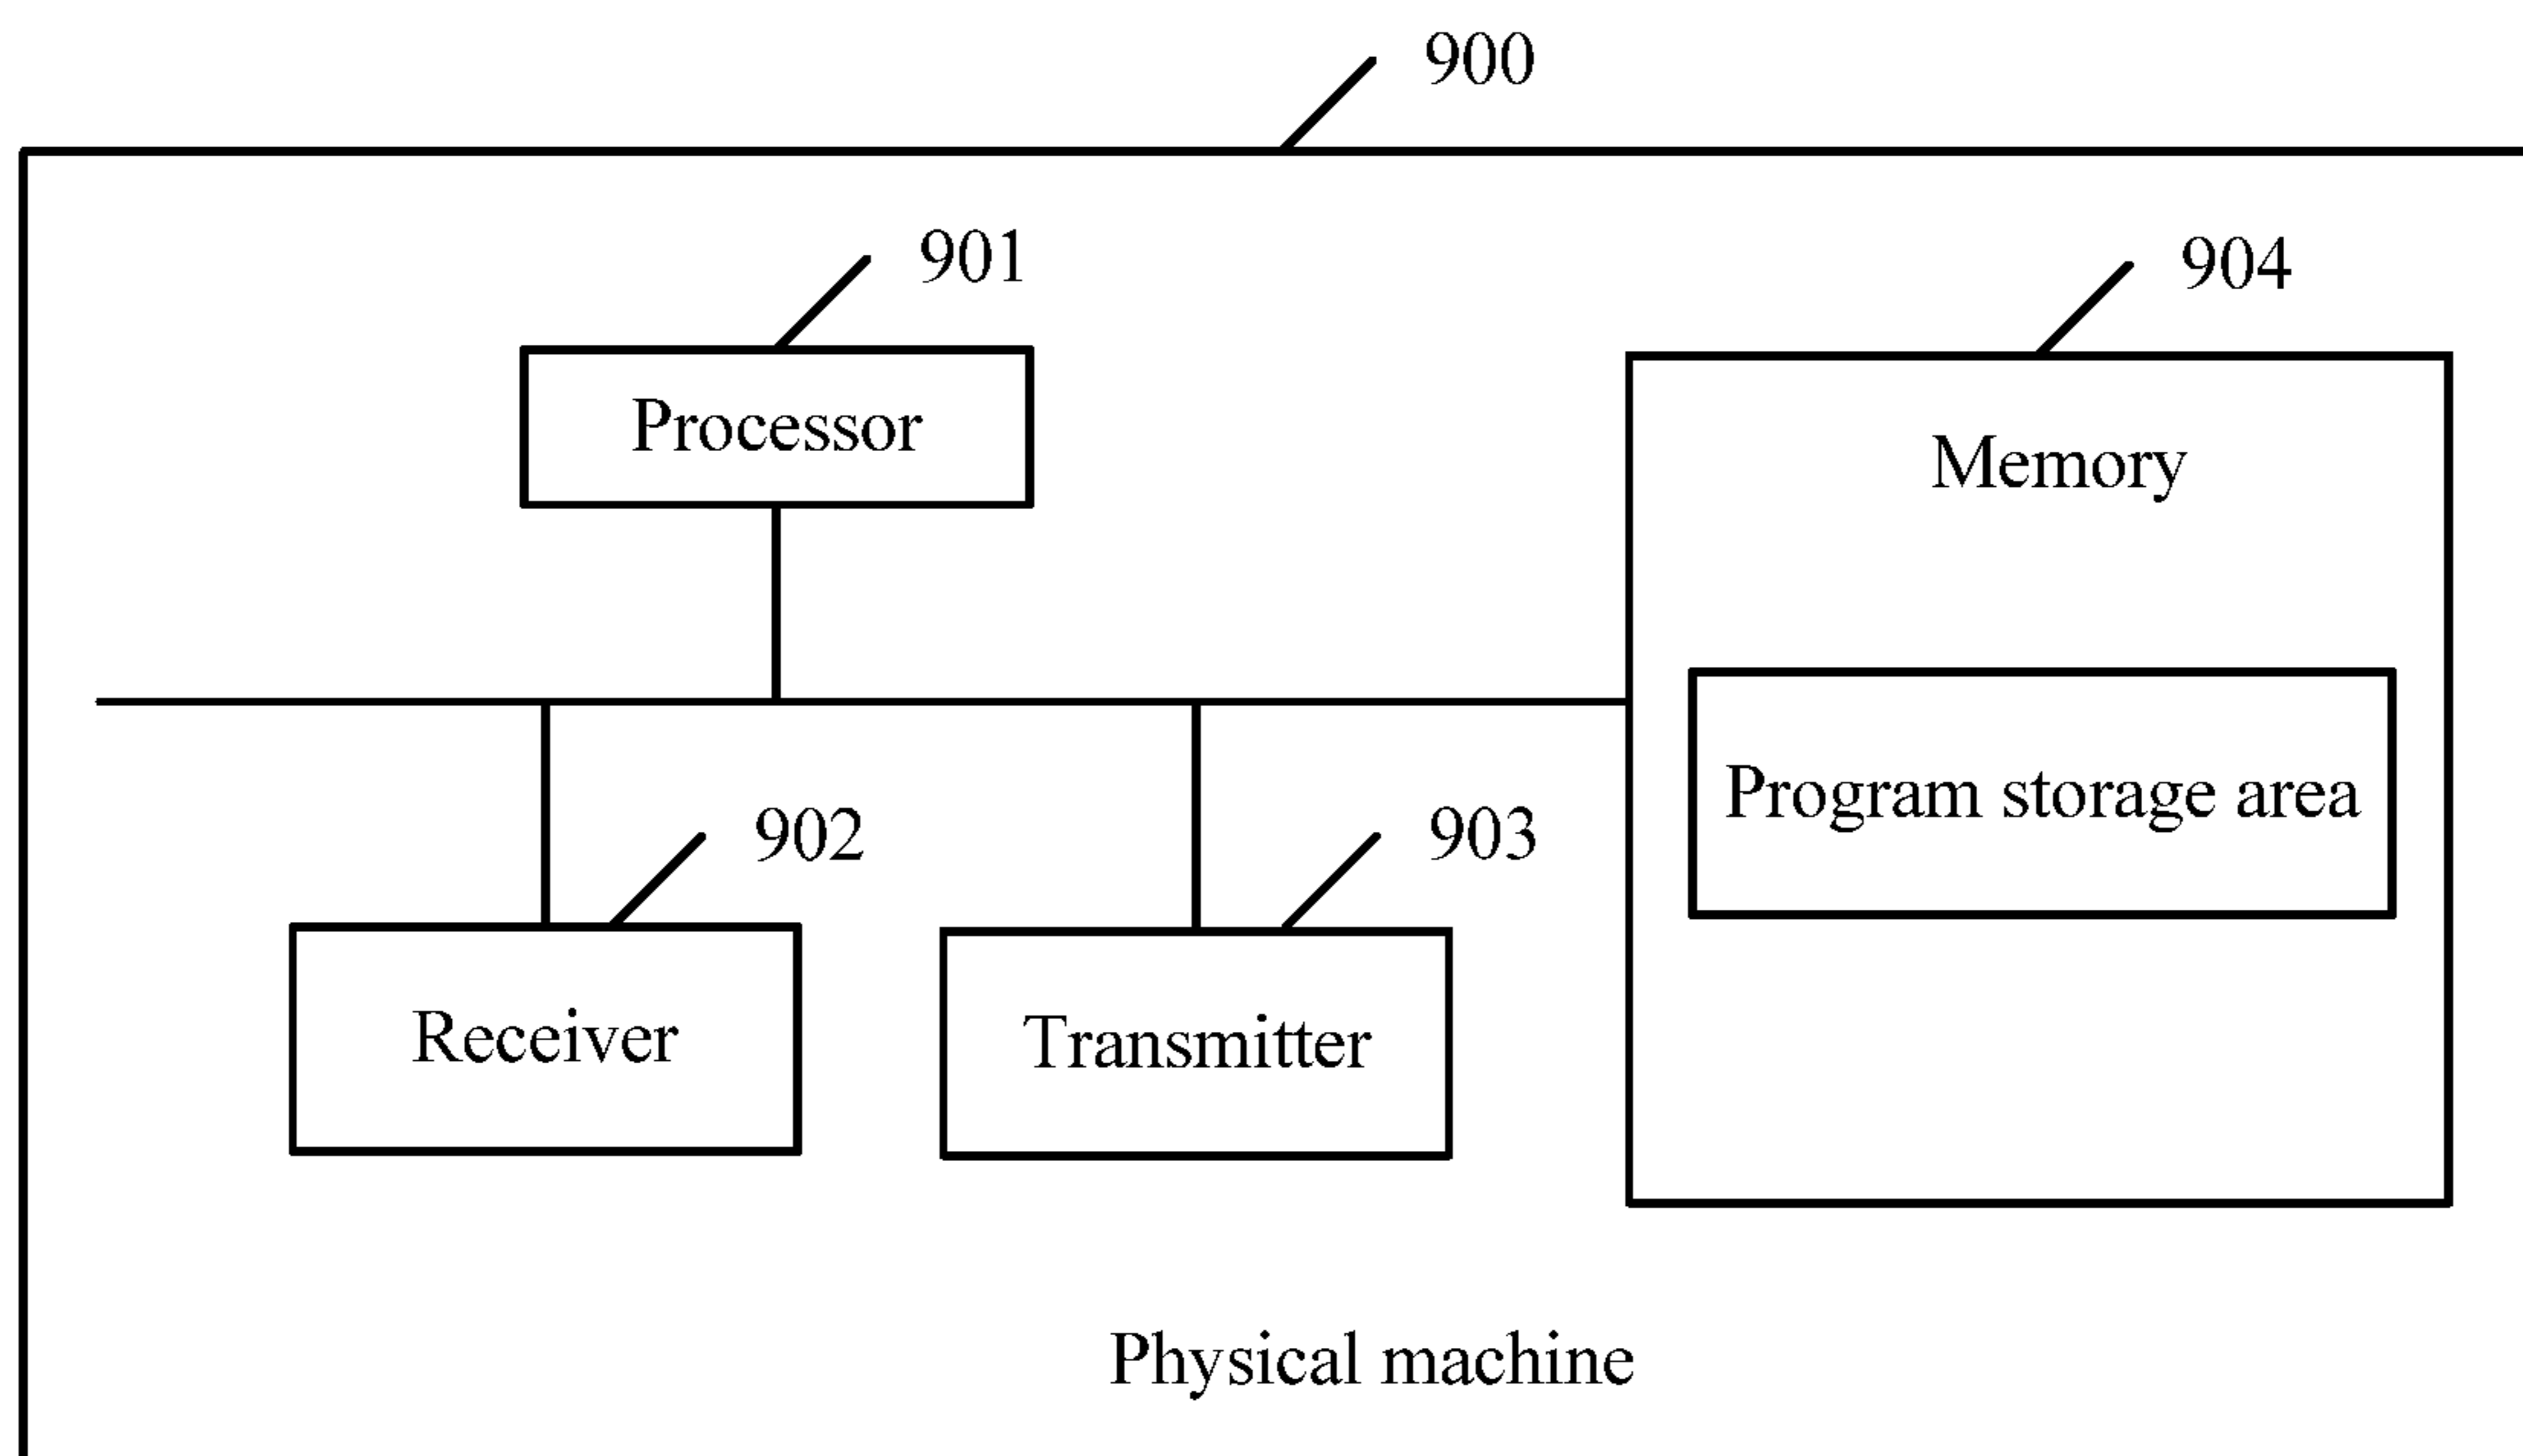 900
901
904
Processor
Memory
Program storage area
902
903
Receiver
Transmitter
Physical machine